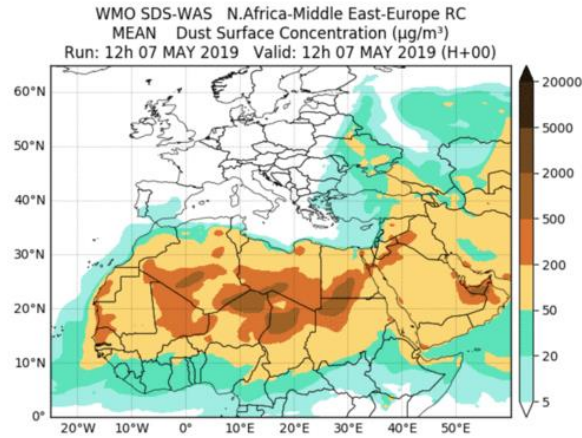 WMO SDS-WAS N.Africa-Middle East-Europe RC
MEAN Dust Surface Concentration (µg/m³)
Run: 12h 07 MAY 2019 Valid: 12h 07 MAY 2019 (H+00)
60°N
50°N
40°N
30°N
20°N
10°N
0°
20°W
10°W
0°
10°E
20°E
30°E
40°E
50°E
20000
5000
2000
500
200
50
20
5